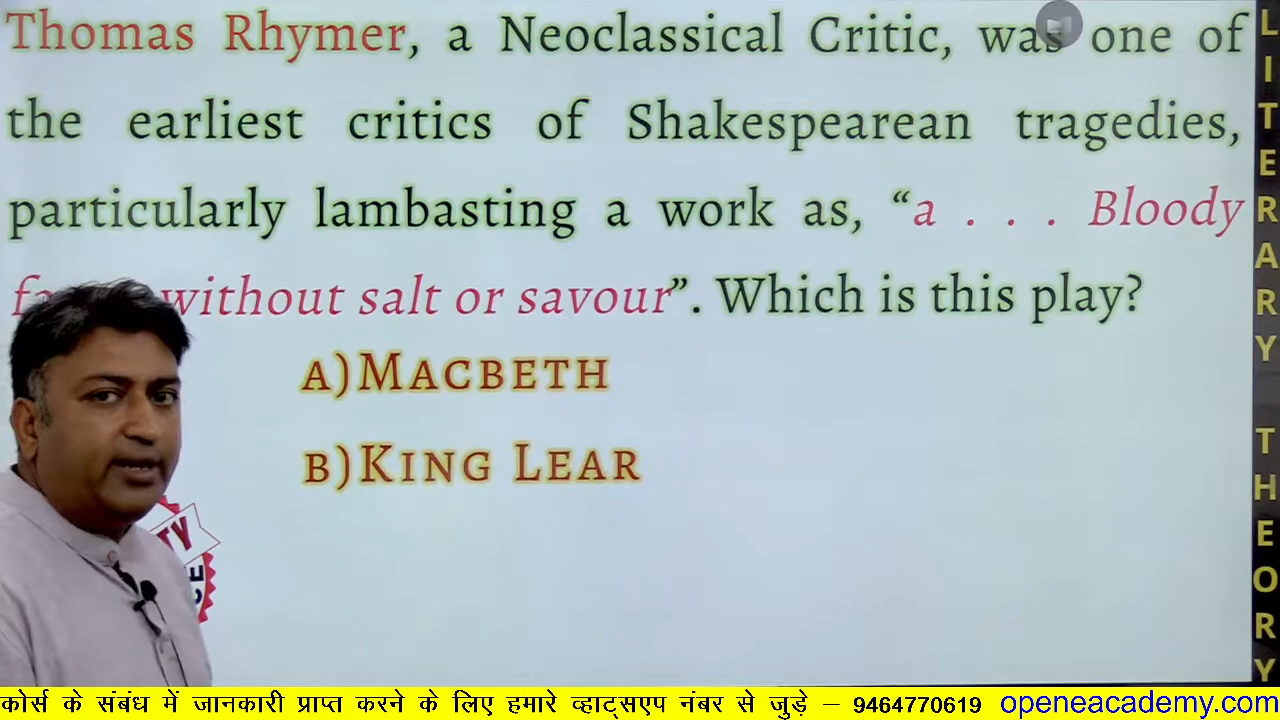 Thomas Rhymer, a Neoclassical Critic, was one of
the earliest critics of Shakespearean tragedies,
particularly lambasting a work as, “a . . . Bloody
without salt or savour”. Which is this play?
A) MACBETH
B) KING LEAR
LITERARY THEORY
कोर्स के संबंध में जानकारी प्राप्त करने के लिए हमारे व्हाट्सएप नंबर से जुड़े – 9464770619 openeacademy.com